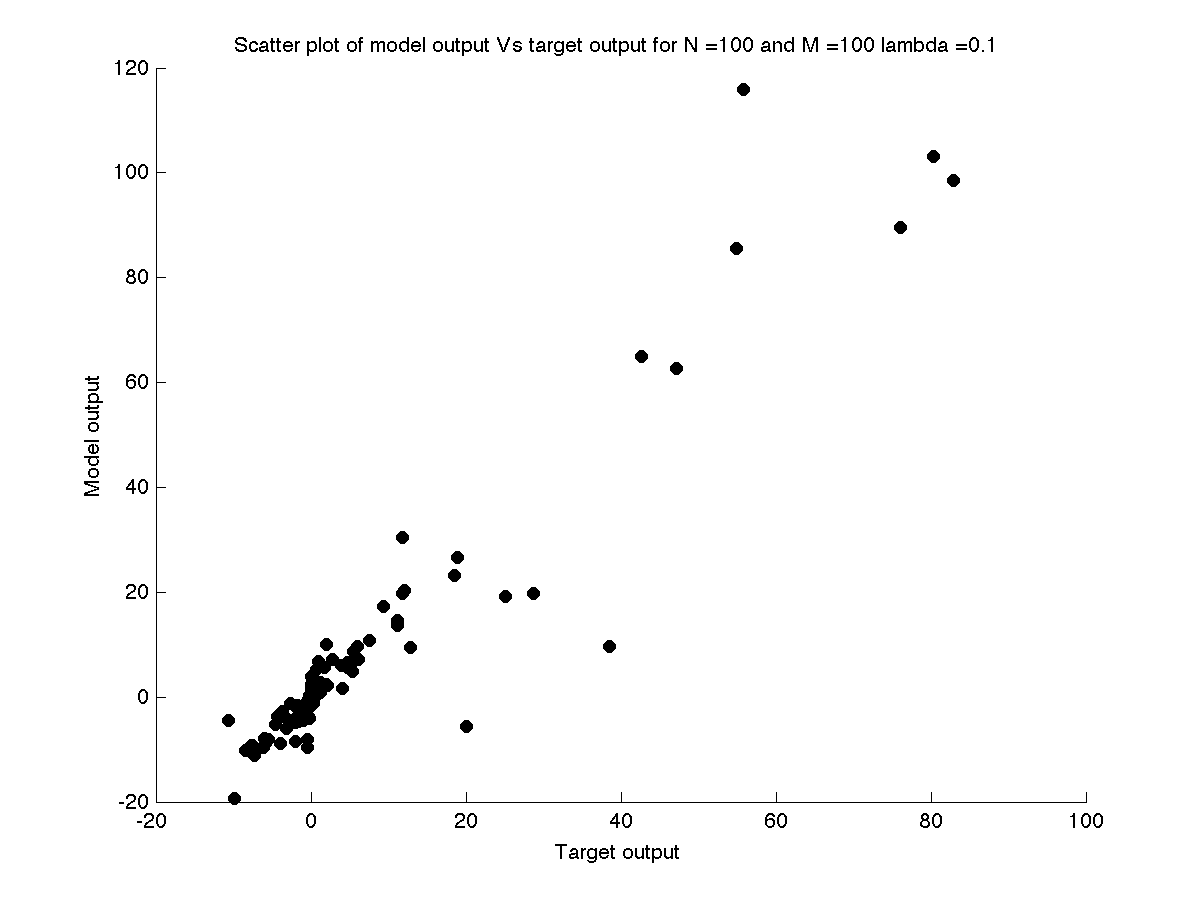 Scatter plot of model output Vs target output for N =100 and M =100 lambda =0.1
120
100
80
60
40
20
0
-20
Model output
-20 0 20 40 60 80 100
Target output